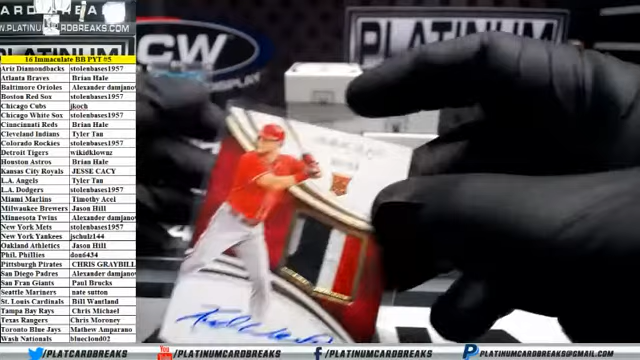 16 Immaculate BB PYT #5
Ariz Diamondbacks stolenbases1957
Atlanta Braves Brian Hale
Baltimore Orioles Alexander damjano
Boston Red Sox stolenbases1957
Chicago Cubs jkoch
Chicago White Sox stolenbases1957
Cincinnati Reds Brian Hale
Cleveland Indians Tyler Tan
Colorado Rockies stolenbases1957
Detroit Tigers wikidklownz
Houston Astros Brian Hale
Kansas City Royals JESSE CACY
L.A. Angels Tyler Tan
L.A. Dodgers stolenbases1957
Miami Marlins Timothy Acel
Milwaukee Brewers Jason Hill
Minnesota Twins Alexander damjano
New York Mets stolenbases1957
New York Yankees jschulz144
Oakland Athletics Jason Hill
Phil. Phillies don6434
Pittsburgh Pirates CHRIS GRAYBILL
San Diego Padres Alexander damjano
San Fran Giants Paul Brucks
Seattle Mariners nate sutton
St. Louis Cardinals Bill Wantland
Tampa Bay Rays Chris Michael
Texas Rangers Chris Moroney
Toronto Blue Jays Mathew Amparano
Wash Nationals bluecloud02
CW
PLATINUM
/PLATCARDBREAKS
/PLATINUMCARDBREAKS
/PLATINUMCARDBREAKS
PLATINUMCARDBREAKS@GMAIL.COM